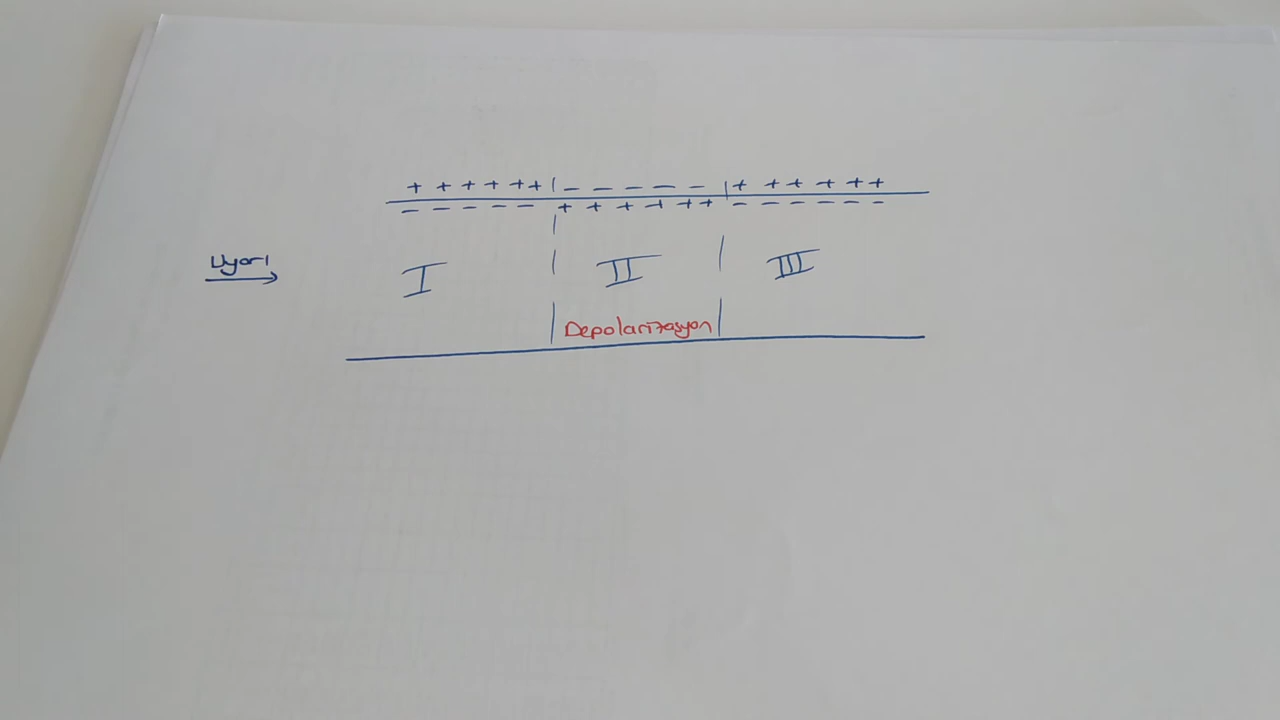 + + + + + + | − − − − − | + + + + + +
− − − − − + + + + + + − − − − − −
Uyarı
I II III
Depolarizasyon